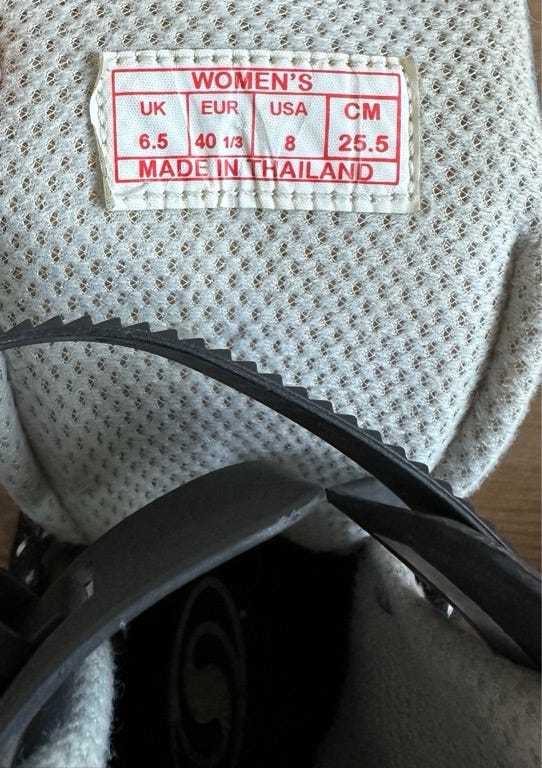 WOMEN'S
UK EUR USA CM
6.5 40 1/3 8 25.5
MADE IN THAILAND